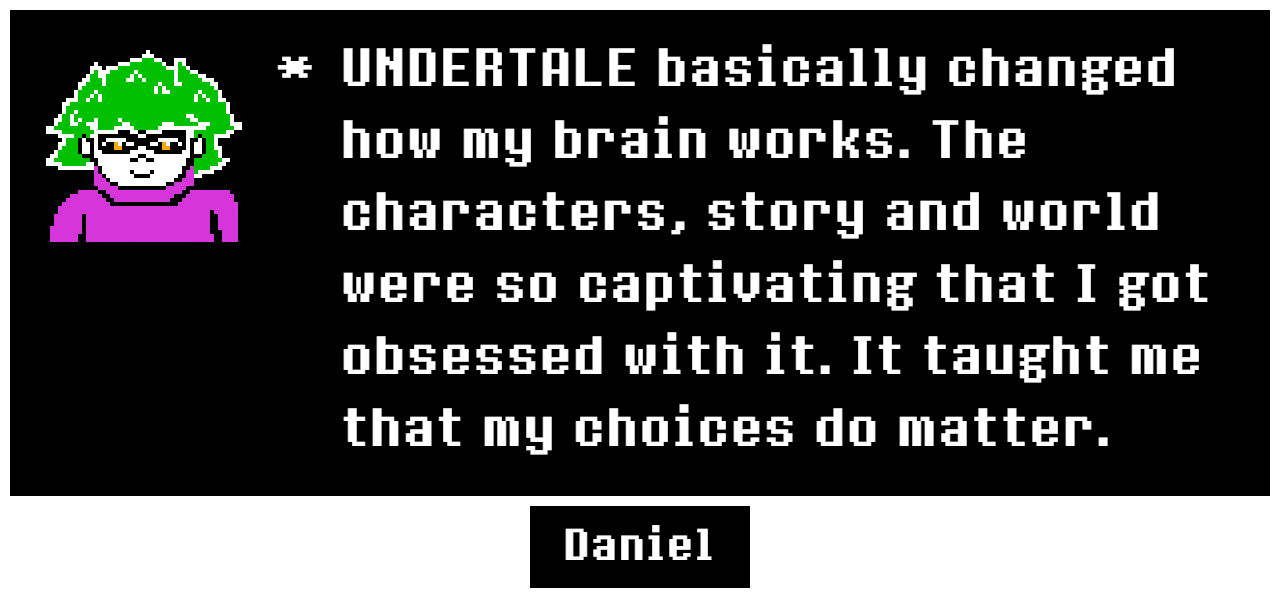 * UNDERTALE basically changed
how my brain works. The
characters, story and world
were so captivating that I got
obsessed with it. It taught me
that my choices do matter.
Daniel